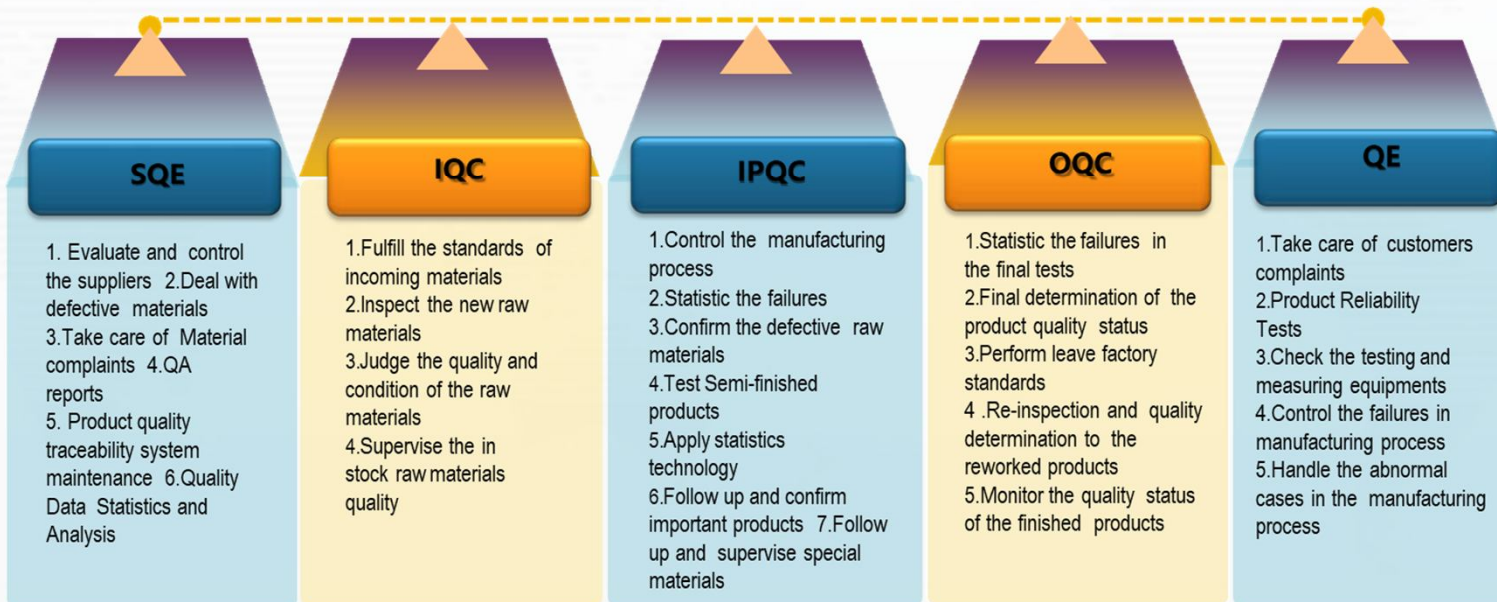 SQE
1. Evaluate and control
the suppliers 2.Deal with
defective materials
3.Take care of Material
complaints 4.QA
reports
5. Product quality
traceability system
maintenance 6.Quality
Data Statistics and
Analysis
IQC
1.Fulfill the standards of
incoming materials
2.Inspect the new raw
materials
3.Judge the quality and
condition of the raw
materials
4.Supervise the in
stock raw materials
quality
IPQC
1.Control the manufacturing
process
2.Statistic the failures
3.Confirm the defective raw
materials
4.Test Semi-finished
products
5.Apply statistics
technology
6.Follow up and confirm
important products 7.Follow
up and supervise special
materials
OQC
1.Statistic the failures in
the final tests
2.Final determination of the
product quality status
3.Perform leave factory
standards
4 .Re-inspection and quality
determination to the
reworked products
5.Monitor the quality status
of the finished products
QE
1.Take care of customers
complaints
2.Product Reliability
Tests
3.Check the testing and
measuring equipments
4.Control the failures in
manufacturing process
5.Handle the abnormal
cases in the manufacturing
process